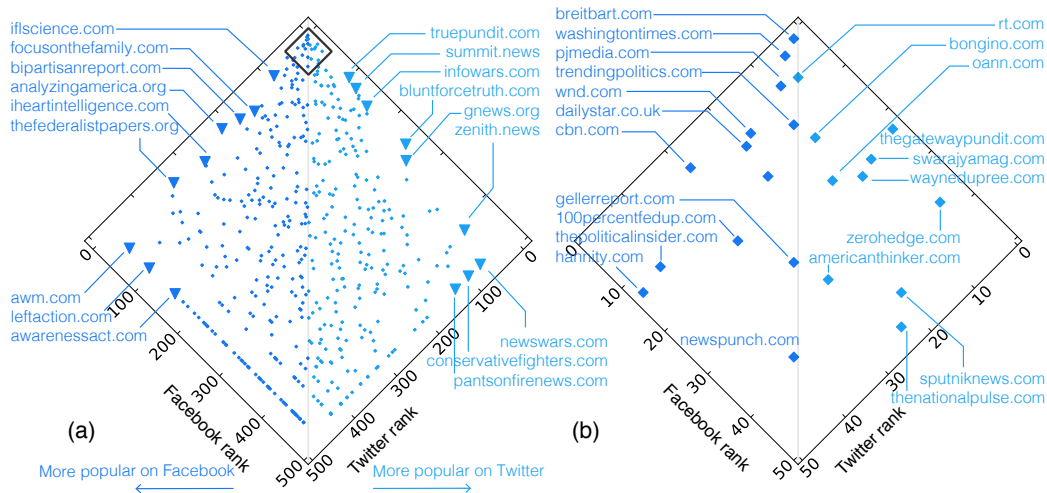 iflscience.com
focusonthefamily.com
bipartisanreport.com
analyzingamerica.org
iheartintelligence.com
thefederalistpapers.org
truepundit.com
summit.news
infowars.com
bluntforcetruth.com
gnews.org
zenith.news
awm.com
leftaction.com
awarenessact.com
newswars.com
conservativefighters.com
pantsonfirenews.com
0
100
200
300
400
500
Facebook rank
0
100
200
300
400
500
Twitter rank
(a)
More popular on Facebook
More popular on Twitter
breitbart.com
washingtontimes.com
pjmedia.com
trendingpolitics.com
wnd.com
dailystar.co.uk
cbn.com
rt.com
bongino.com
oann.com
thegatewaypundit.com
swarajyamag.com
waynedupree.com
gellerreport.com
100percentfedup.com
thepoliticalinsider.com
hannity.com
zerohedge.com
americanthinker.com
newspunch.com
sputniknews.com
thenationalpulse.com
0
10
20
30
40
50
Facebook rank
0
10
20
30
40
50
Twitter rank
(b)